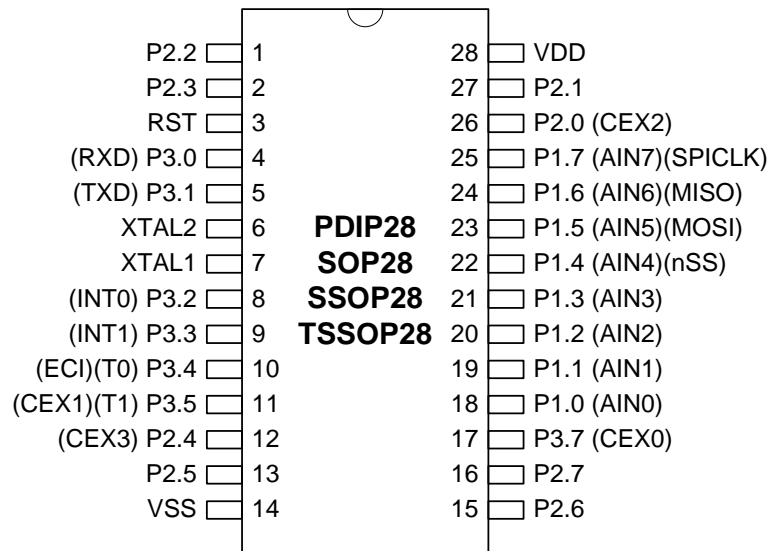 P2.2 1 28 VDD
P2.3 2 27 P2.1
RST 3 26 P2.0 (CEX2)
(RXD) P3.0 4 25 P1.7 (AIN7)(SPICLK)
(TXD) P3.1 5 24 P1.6 (AIN6)(MISO)
XTAL2 6 PDIP28 23 P1.5 (AIN5)(MOSI)
XTAL1 7 SOP28 22 P1.4 (AIN4)(nSS)
(INT0) P3.2 8 SSOP28 21 P1.3 (AIN3)
(INT1) P3.3 9 TSSOP28 20 P1.2 (AIN2)
(ECI)(T0) P3.4 10 19 P1.1 (AIN1)
(CEX1)(T1) P3.5 11 18 P1.0 (AIN0)
(CEX3) P2.4 12 17 P3.7 (CEX0)
P2.5 13 16 P2.7
VSS 14 15 P2.6